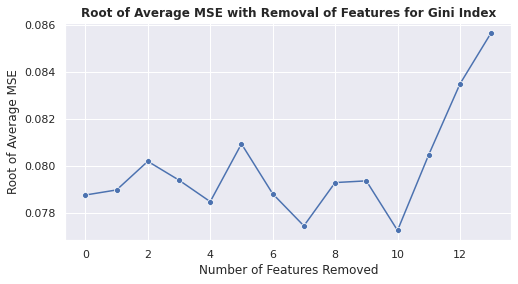 Root of Average MSE with Removal of Features for Gini Index
0.086
0.084
0.082
0.080
0.078
Root of Average MSE
0 2 4 6 8 10 12
Number of Features Removed